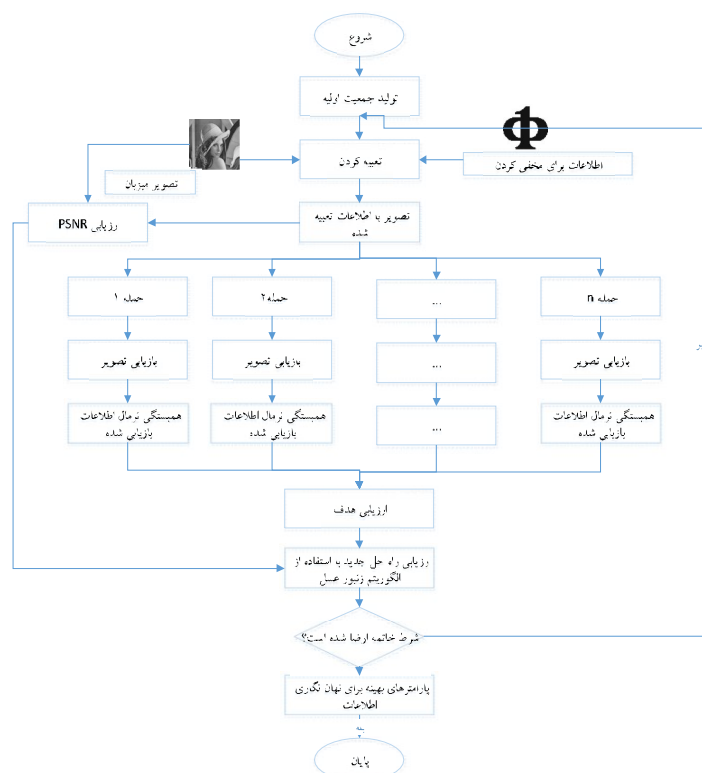 شروع
تولید جمعیت اولیه
Φ
تعبیه کردن
اطلاعات برای مخفی کردن
تصویر میزبان
رزیابی PSNR
تصویر با اطلاعات تعبیه
شده
حمله ۱
حمله۲
...
حمله n
بازیابی تصویر
بازیابی تصویر
...
بازیابی تصویر
همبستگی نرمال اطلاعات
بازیابی شده
همبستگی نرمال اطلاعات
بازیابی شده
...
همبستگی نرمال اطلاعات
بازیابی شده
ارزیابی هدف
رزیابی راه حل جدید با استفاده از
الگوریتم زنبور عسل
شرط خاتمه ارضا شده است؟
پارامترهای بهینه برای نهان نگاری
اطلاعات
پایان